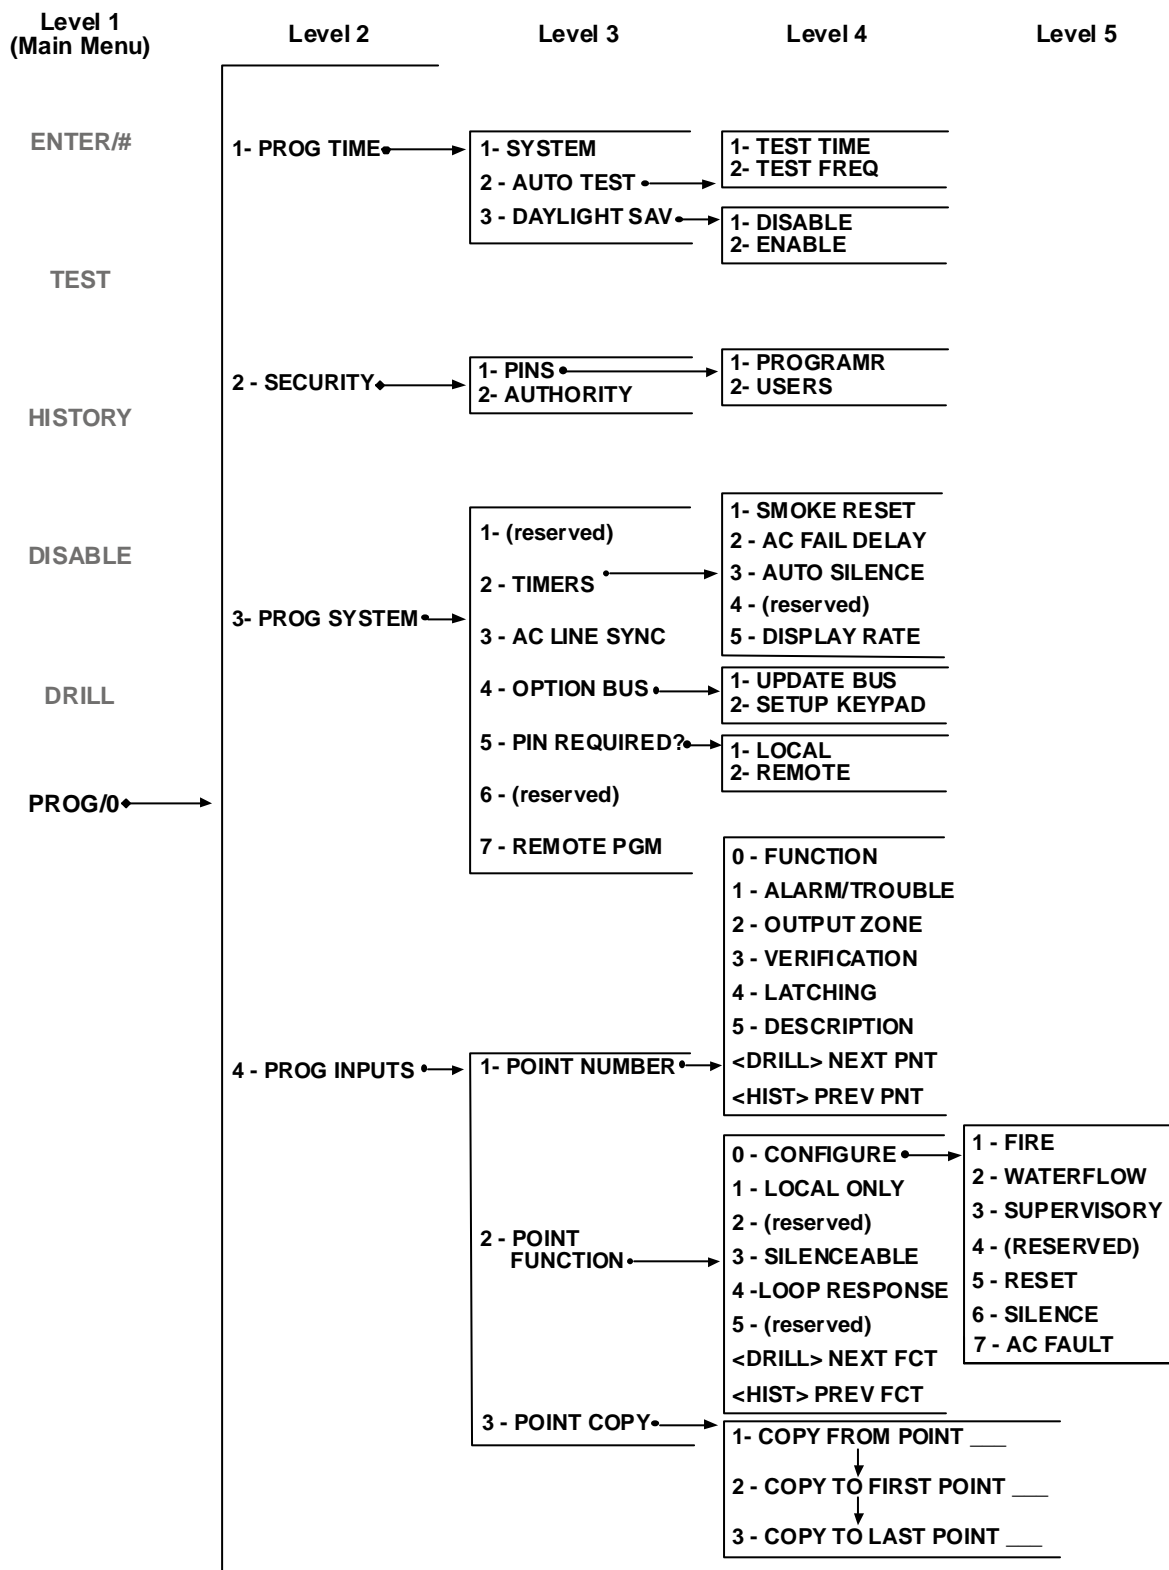 Level 1
(Main Menu)
Level 2
Level 3
Level 4
Level 5
ENTER/#
TEST
HISTORY
DISABLE
DRILL
PROG/0
1- PROG TIME
1- SYSTEM
2 - AUTO TEST
3 - DAYLIGHT SAV
1- TEST TIME
2- TEST FREQ
1- DISABLE
2- ENABLE
2 - SECURITY
1- PINS
2- AUTHORITY
1- PROGRAMR
2- USERS
3- PROG SYSTEM
1- (reserved)
2 - TIMERS
3 - AC LINE SYNC
4 - OPTION BUS
5 - PIN REQUIRED?
6 - (reserved)
7 - REMOTE PGM
1- SMOKE RESET
2 - AC FAIL DELAY
3 - AUTO SILENCE
4 - (reserved)
5 - DISPLAY RATE
1- UPDATE BUS
2- SETUP KEYPAD
1- LOCAL
2- REMOTE
4 - PROG INPUTS
1- POINT NUMBER
0 - FUNCTION
1 - ALARM/TROUBLE
2 - OUTPUT ZONE
3 - VERIFICATION
4 - LATCHING
5 - DESCRIPTION
<DRILL> NEXT PNT
<HIST> PREV PNT
2 - POINT
FUNCTION
0 - CONFIGURE
1 - LOCAL ONLY
2 - (reserved)
3 - SILENCEABLE
4 -LOOP RESPONSE
5 - (reserved)
<DRILL> NEXT FCT
<HIST> PREV FCT
1 - FIRE
2 - WATERFLOW
3 - SUPERVISORY
4 - (RESERVED)
5 - RESET
6 - SILENCE
7 - AC FAULT
3 - POINT COPY
1- COPY FROM POINT ___
2 - COPY TO FIRST POINT ___
3 - COPY TO LAST POINT ___